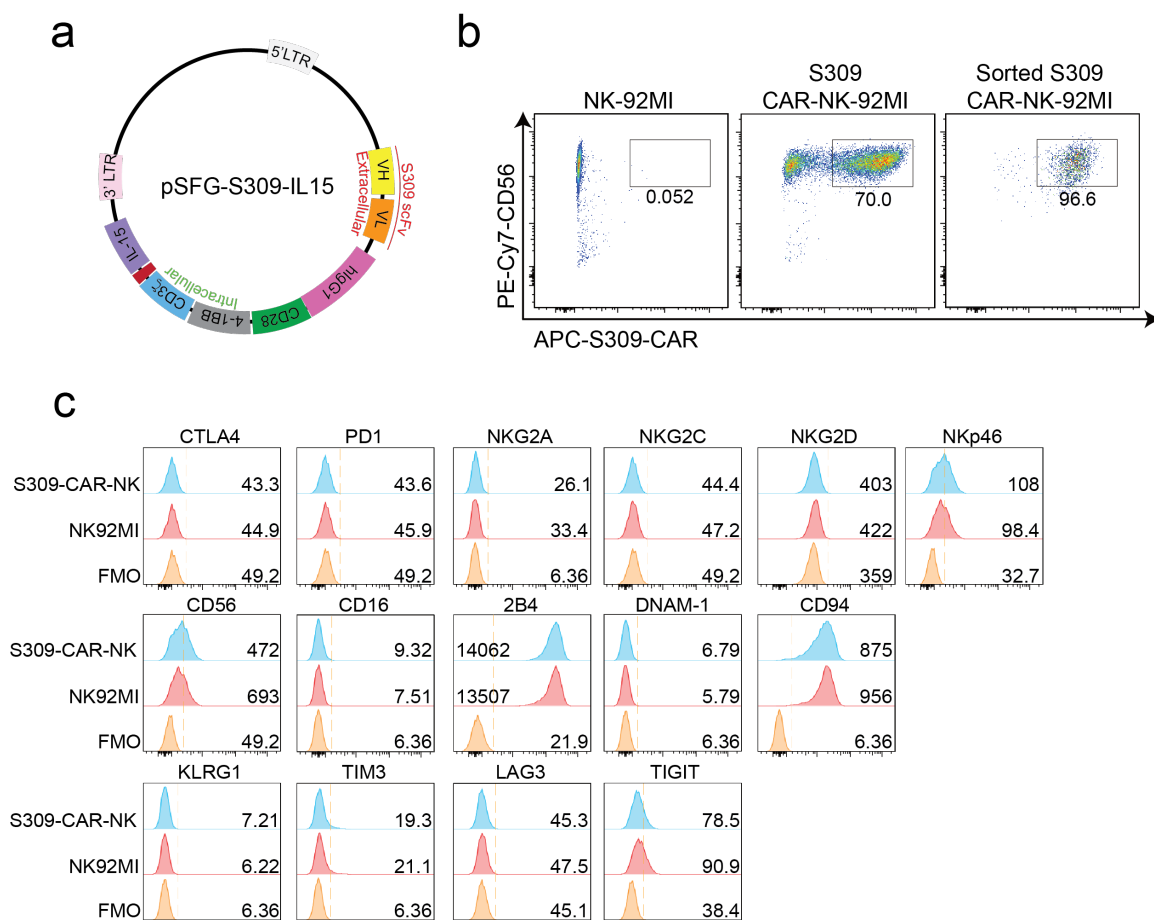 a
5'LTR
3' LTR
pSFG-S309-IL15
VH
VL
Extracellular
S309 scFv
hIgG1
CD28
4-1BB
CD3ζ
IL-15
Intracellular
b
NK-92MI
S309
CAR-NK-92MI
Sorted S309
CAR-NK-92MI
0.052
70.0
96.6
PE-Cy7-CD56
APC-S309-CAR
c
CTLA4 PD1 NKG2A NKG2C NKG2D NKp46
S309-CAR-NK 43.3 43.6 26.1 44.4 403 108
NK92MI 44.9 45.9 33.4 47.2 422 98.4
FMO 49.2 49.2 6.36 49.2 359 32.7
CD56 CD16 2B4 DNAM-1 CD94
S309-CAR-NK 472 9.32 14062 6.79 875
NK92MI 693 7.51 13507 5.79 956
FMO 49.2 6.36 21.9 6.36 6.36
KLRG1 TIM3 LAG3 TIGIT
S309-CAR-NK 7.21 19.3 45.3 78.5
NK92MI 6.22 21.1 47.5 90.9
FMO 6.36 6.36 45.1 38.4